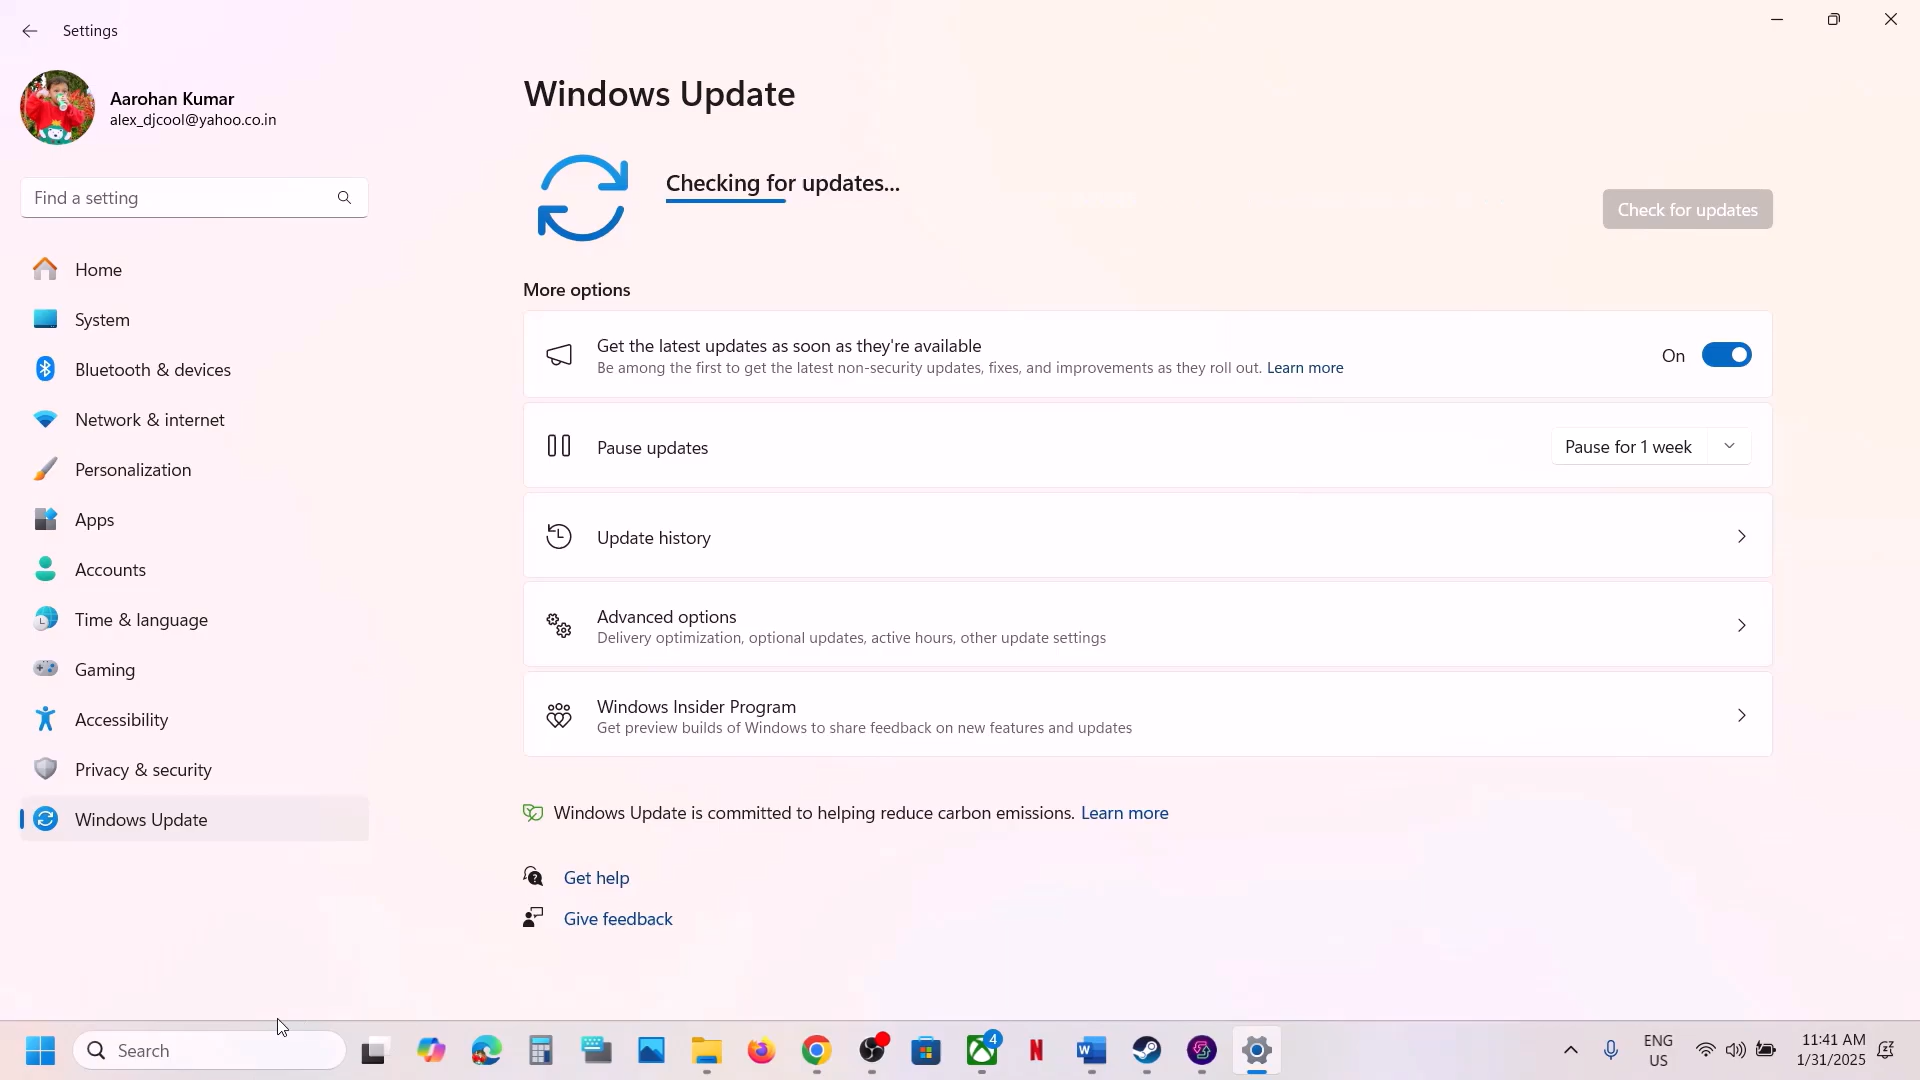 Settings
Aarohan Kumar
alex_djcool@yahoo.co.in
Find a setting
Home
System
Bluetooth & devices
Network & internet
Personalization
Apps
Accounts
Time & language
Gaming
Accessibility
Privacy & security
Windows Update
Windows Update
Checking for updates...
Check for updates
More options
Get the latest updates as soon as they're available
Be among the first to get the latest non-security updates, fixes, and improvements as they roll out. Learn more
On
Pause updates
Pause for 1 week
Update history
Advanced options
Delivery optimization, optional updates, active hours, other update settings
Windows Insider Program
Get preview builds of Windows to share feedback on new features and updates
Windows Update is committed to helping reduce carbon emissions. Learn more
Get help
Give feedback
Search
4
ENG
US
11:41 AM
1/31/2025